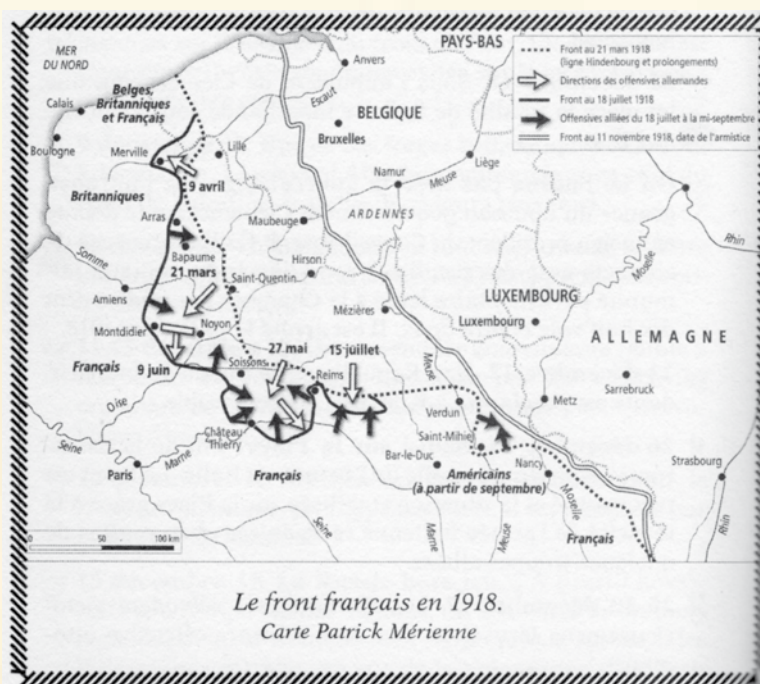 MER
DU NORD
PAYS-BAS
Front au 21 mars 1918
(ligne Hindenburg et prolongements)
Directions des offensives allemandes
Front au 18 juillet 1918
Offensives alliées du 18 juillet à la mi-septembre
Front au 11 novembre 1918, date de l'armistice
Anvers
Escaut
Calais
Belges,
Britanniques
et Français
BELGIQUE
Bruxelles
Boulogne
Lille
Merville
9 avril
Liège
Namur
Meuse
Britanniques
Arras
Maubeuge
ARDENNES
Rhin
Bapaume
21 mars
Hirson
Moselle
Somme
Saint-Quentin
Amiens
Mézières
LUXEMBOURG
Luxembourg
ALLEMAGNE
Montdidier
Noyon
27 mai
15 juillet
Français
9 juin
Soissons
Reims
Meuse
Sarrebruck
Oise
Verdun
Metz
Château
Thierry
Saint-Mihiel
Seine
Marne
Paris
Français
Bar-le-Duc
Américains
(à partir de septembre)
Nancy
Strasbourg
Moselle
Français
Seine
Marne
Meuse
Rhin
0 50 100 km
Le front français en 1918.
Carte Patrick Mérienne